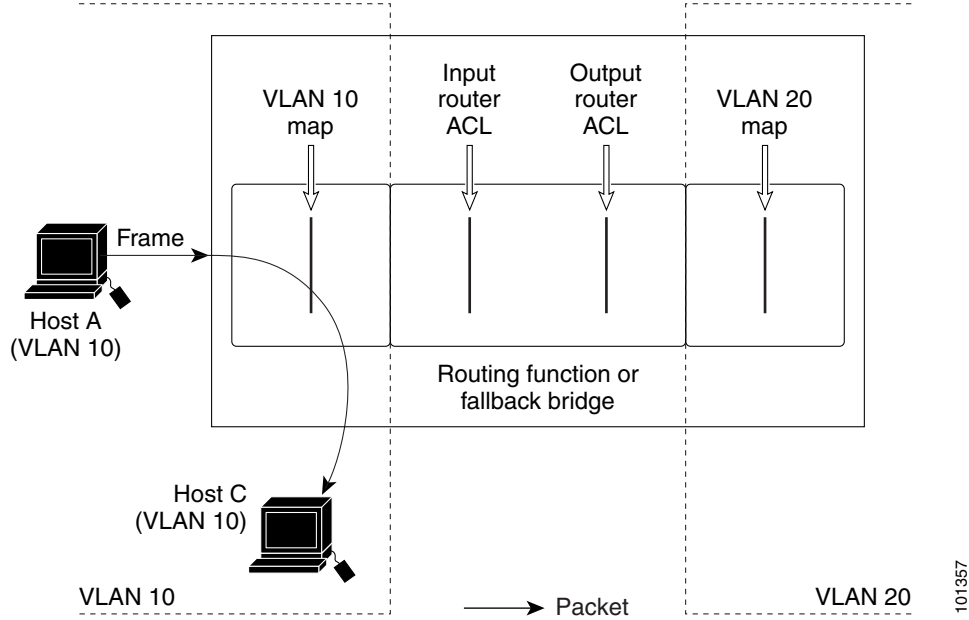 VLAN 10
map
Input
router
ACL
Output
router
ACL
VLAN 20
map
Frame
Host A
(VLAN 10)
Routing function or
fallback bridge
Host C
(VLAN 10)
VLAN 10
Packet
VLAN 20
101357